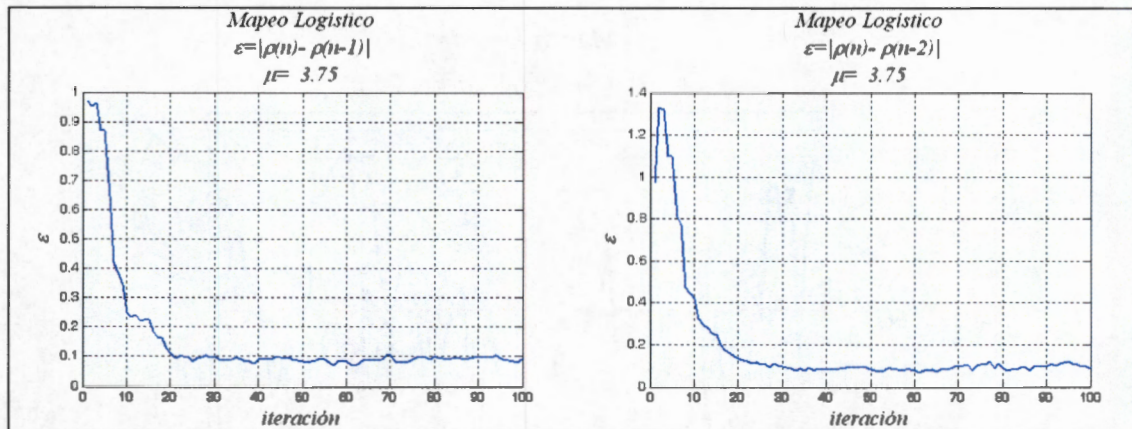 Mapeo Logístico
ε=|ρ(n)- ρ(n-1)|
μ= 3.75
1
0.9
0.8
0.7
0.6
0.5
0.4
0.3
0.2
0.1
0
ε
0 10 20 30 40 50 60 70 80 90 100
iteración
Mapeo Logístico
ε=|ρ(n)- ρ(n-2)|
μ= 3.75
1.4
1.2
1
0.8
0.6
0.4
0.2
0
ε
0 10 20 30 40 50 60 70 80 90 100
iteración